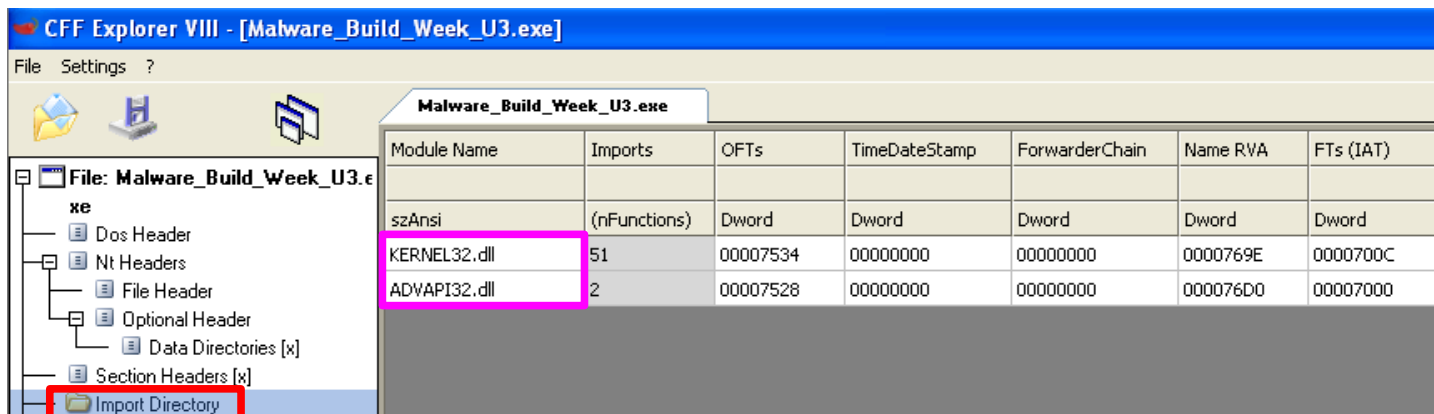 CFF Explorer VIII - [Malware_Build_Week_U3.exe]
File Settings ?
Malware_Build_Week_U3.exe
Module Name Imports OFTs TimeDateStamp ForwarderChain Name RVA FTs (IAT)
szAnsi (nFunctions) Dword Dword Dword Dword Dword
KERNEL32.dll 51 00007534 00000000 00000000 0000769E 0000700C
ADVAPI32.dll 2 00007528 00000000 00000000 000076D0 00007000
File: Malware_Build_Week_U3.e
xe
Dos Header
Nt Headers
File Header
Optional Header
Data Directories [x]
Section Headers [x]
Import Directory